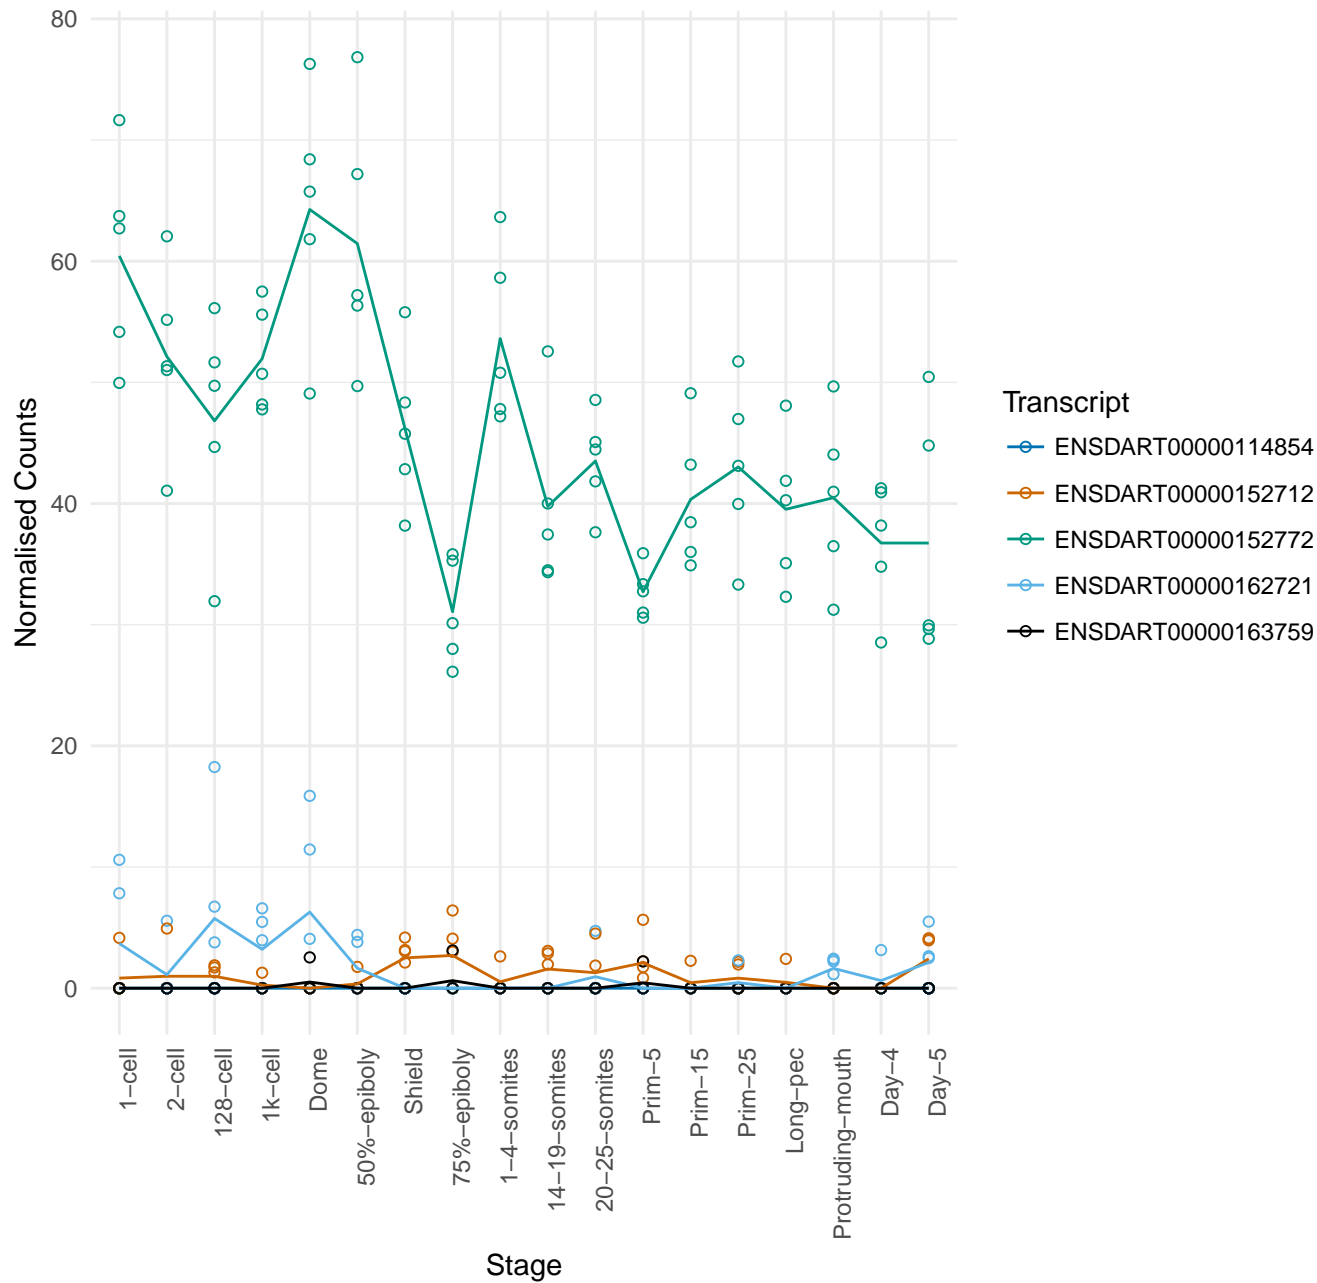 80
60
40
20
0
Normalised Counts
1−cell
2−cell
128−cell
1k−cell
Dome
50%−epiboly
Shield
75%−epiboly
1−4−somites
14−19−somites
20−25−somites
Prim−5
Prim−15
Prim−25
Long−pec
Protruding−mouth
Day−4
Day−5
Stage
Transcript
ENSDART00000114854
ENSDART00000152712
ENSDART00000152772
ENSDART00000162721
ENSDART00000163759